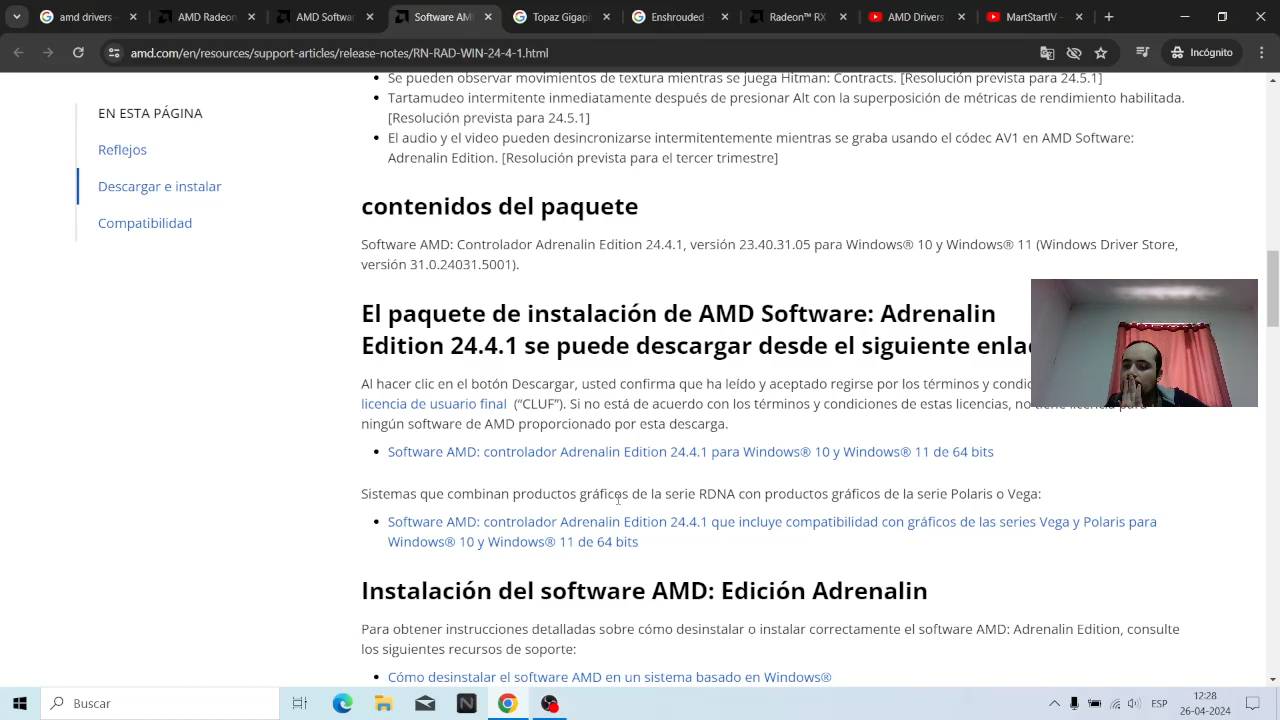 Goog
AMD Radeon
AMD S
Topaz Gigapi
Enshrouded -
Radeon™ RX
AMD Drivers
MartStartIV -
amd.com/en/resources/support-articles/release-notes/RN-RAD-WIN-24-4-1.html
Incógnito
Se pueden observar movimientos de textura mientras se juega Hitman: Contracts. [Resolución prevista para 24.5.1]
EN ESTA PÁGINA
Tartamudeo intermitente inmediatamente después de presionar Alt con la superposición de métricas de rendimiento habilitada.
[Resolución prevista para 24.5.1]
El audio y el video pueden desincronizarse intermitentemente mientras se graba usando el códec AV1 en AMD Software:
Adrenalin Edition. [Resolución prevista para el tercer trimestre]
Reflejos
Descargar e instalar
Compatibilidad
contenidos del paquete
Software AMD: Controlador Adrenalin Edition 24.4.1, versión 23.40.31.05 para Windows® 10 y Windows® 11 (Windows Driver Store,
versión 31.0.24031.5001).
El paquete de instalación de AMD Software: Adrenalin
Edition 24.4.1 se puede descargar desde el siguiente enlac
Al hacer clic en el botón Descargar, usted confirma que ha leído y aceptado regirse por los términos y condic
licencia de usuario final (“CLUF”). Si no está de acuerdo con los términos y condiciones de estas licencias, no tiene licencia para
ningún software de AMD proporcionado por esta descarga.
Software AMD: controlador Adrenalin Edition 24.4.1 para Windows® 10 y Windows® 11 de 64 bits
Sistemas que combinan productos gráficos de la serie RDNA con productos gráficos de la serie Polaris o Vega:
Software AMD: controlador Adrenalin Edition 24.4.1 que incluye compatibilidad con gráficos de las series Vega y Polaris para
Windows® 10 y Windows® 11 de 64 bits
Instalación del software AMD: Edición Adrenalin
Para obtener instrucciones detalladas sobre cómo desinstalar o instalar correctamente el software AMD: Adrenalin Edition, consulte
los siguientes recursos de soporte:
Cómo desinstalar el software AMD en un sistema basado en Windows®
Buscar
ESP
12:28
26-04-2024